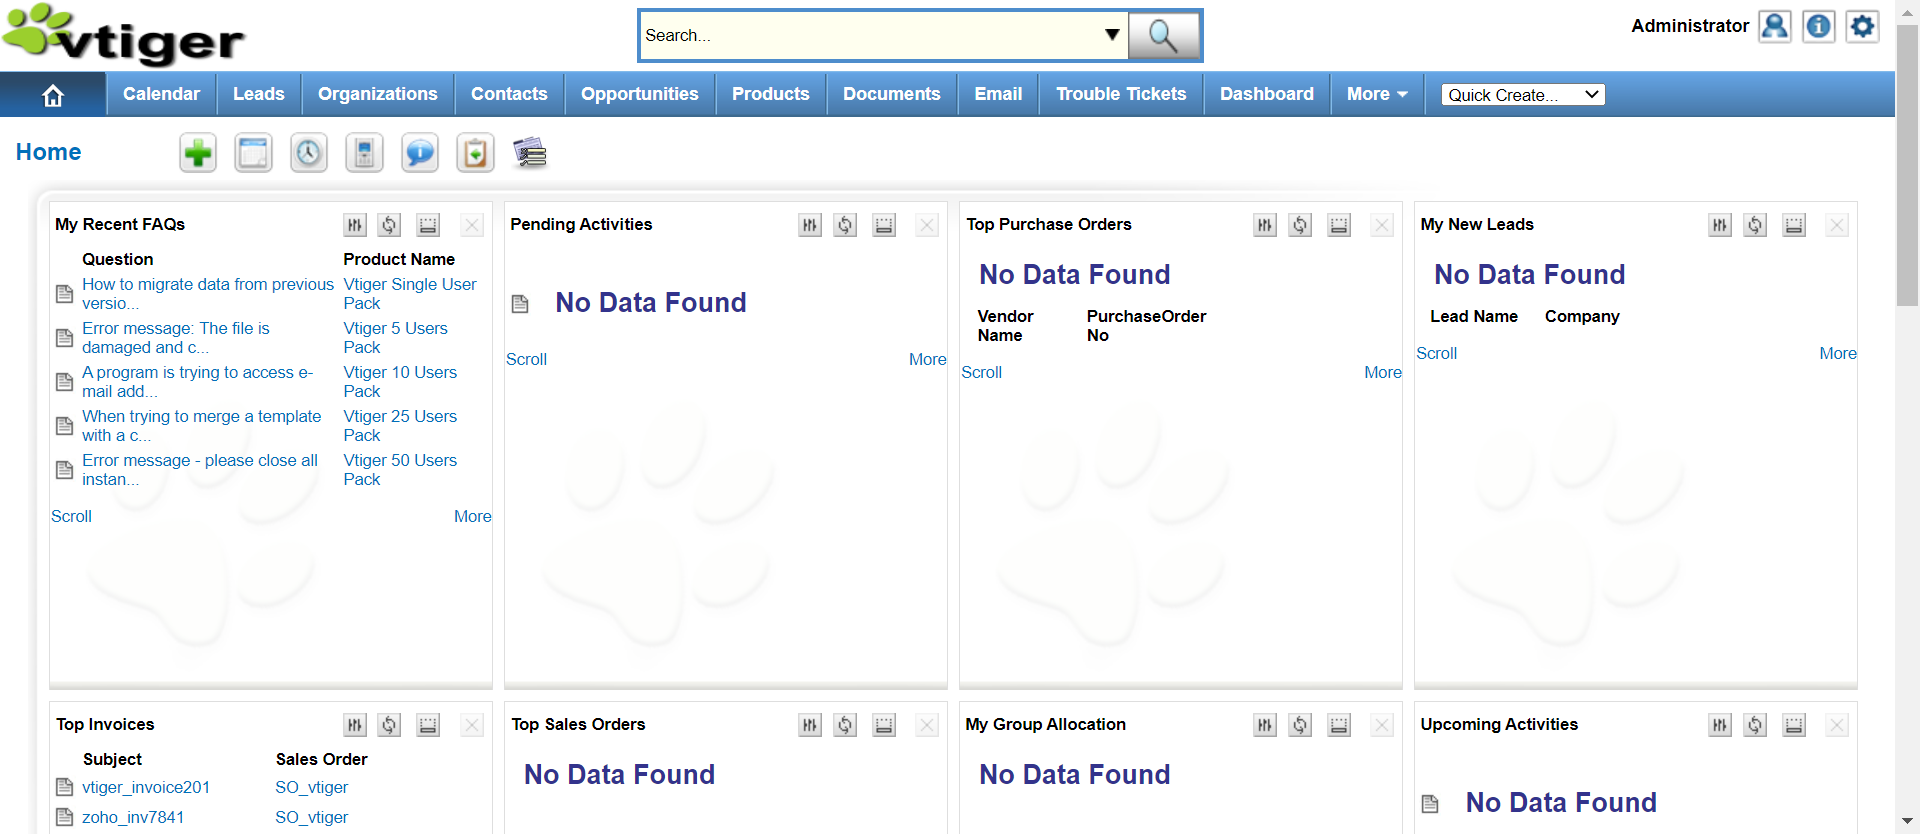 vtiger
Search...
Administrator
Calendar
Leads
Organizations
Contacts
Opportunities
Products
Documents
Email
Trouble Tickets
Dashboard
More
Quick Create...
Home
My Recent FAQs
Question
Product Name
How to migrate data from previous
versio...
Vtiger Single User
Pack
Error message: The file is
damaged and c...
Vtiger 5 Users
Pack
A program is trying to access e-
mail add...
Vtiger 10 Users
Pack
When trying to merge a template
with a c...
Vtiger 25 Users
Pack
Error message - please close all
instan...
Vtiger 50 Users
Pack
Scroll
More
Pending Activities
No Data Found
Scroll
More
Top Purchase Orders
No Data Found
Vendor
Name
PurchaseOrder
No
Scroll
More
My New Leads
No Data Found
Lead Name
Company
Scroll
More
Top Invoices
Subject
Sales Order
vtiger_invoice201
SO_vtiger
zoho_inv7841
SO_vtiger
Top Sales Orders
No Data Found
My Group Allocation
No Data Found
Upcoming Activities
No Data Found